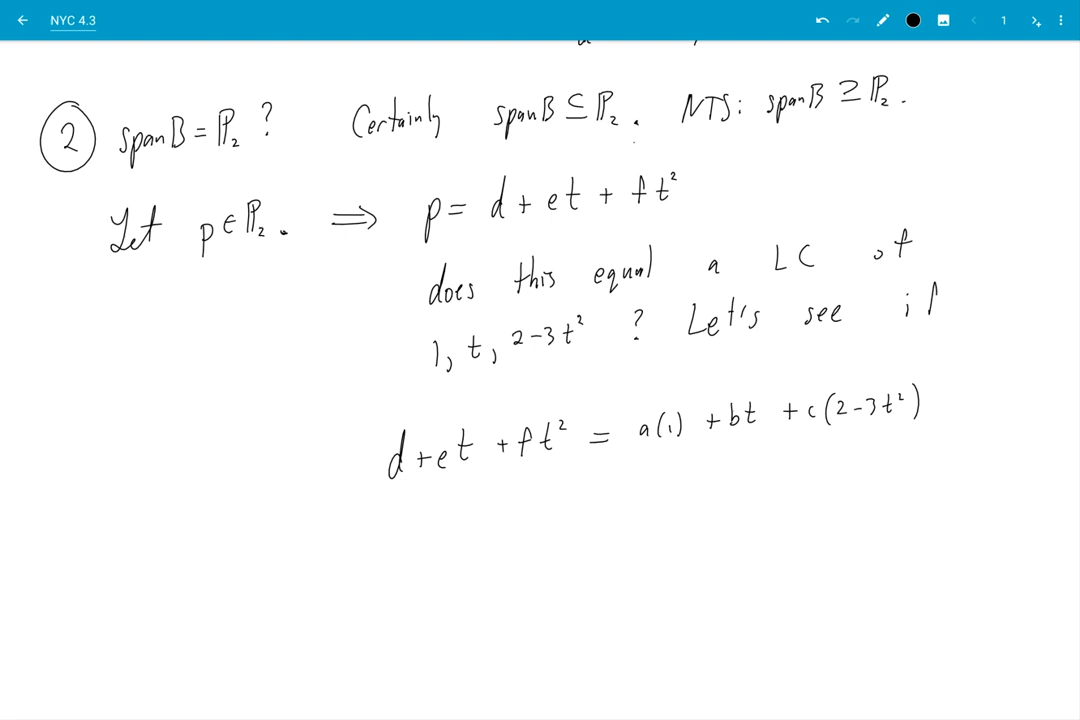 NYC 4.3
1
2 span B = ℙ₂ ? Certainly span B ⊆ ℙ₂. NTS: span B ⊇ ℙ₂.
Let p ∈ ℙ₂. ⟹ p = d + et + ft²
does this equal a LC of
1, t, 2-3t² ? Let's see if
d + et + ft² = a(1) + bt + c(2-3t²)